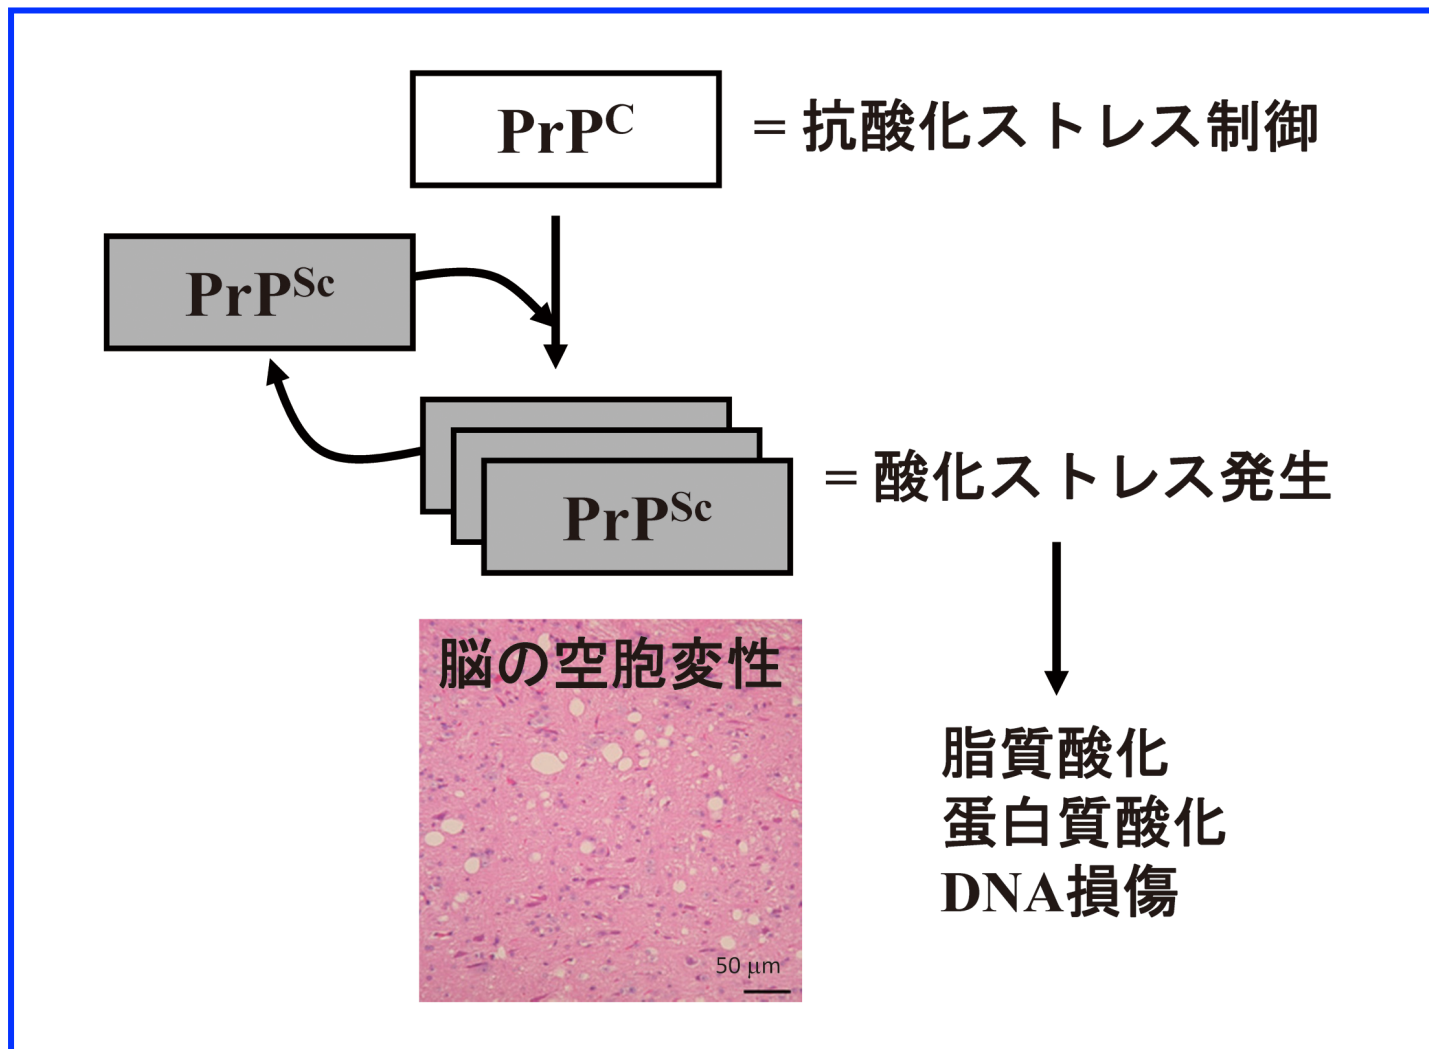 PrP^C
= 抗酸化ストレス制御
PrP^Sc
PrP^Sc
= 酸化ストレス発生
脳の空胞変性
脂質酸化
蛋白質酸化
DNA損傷
50 μm